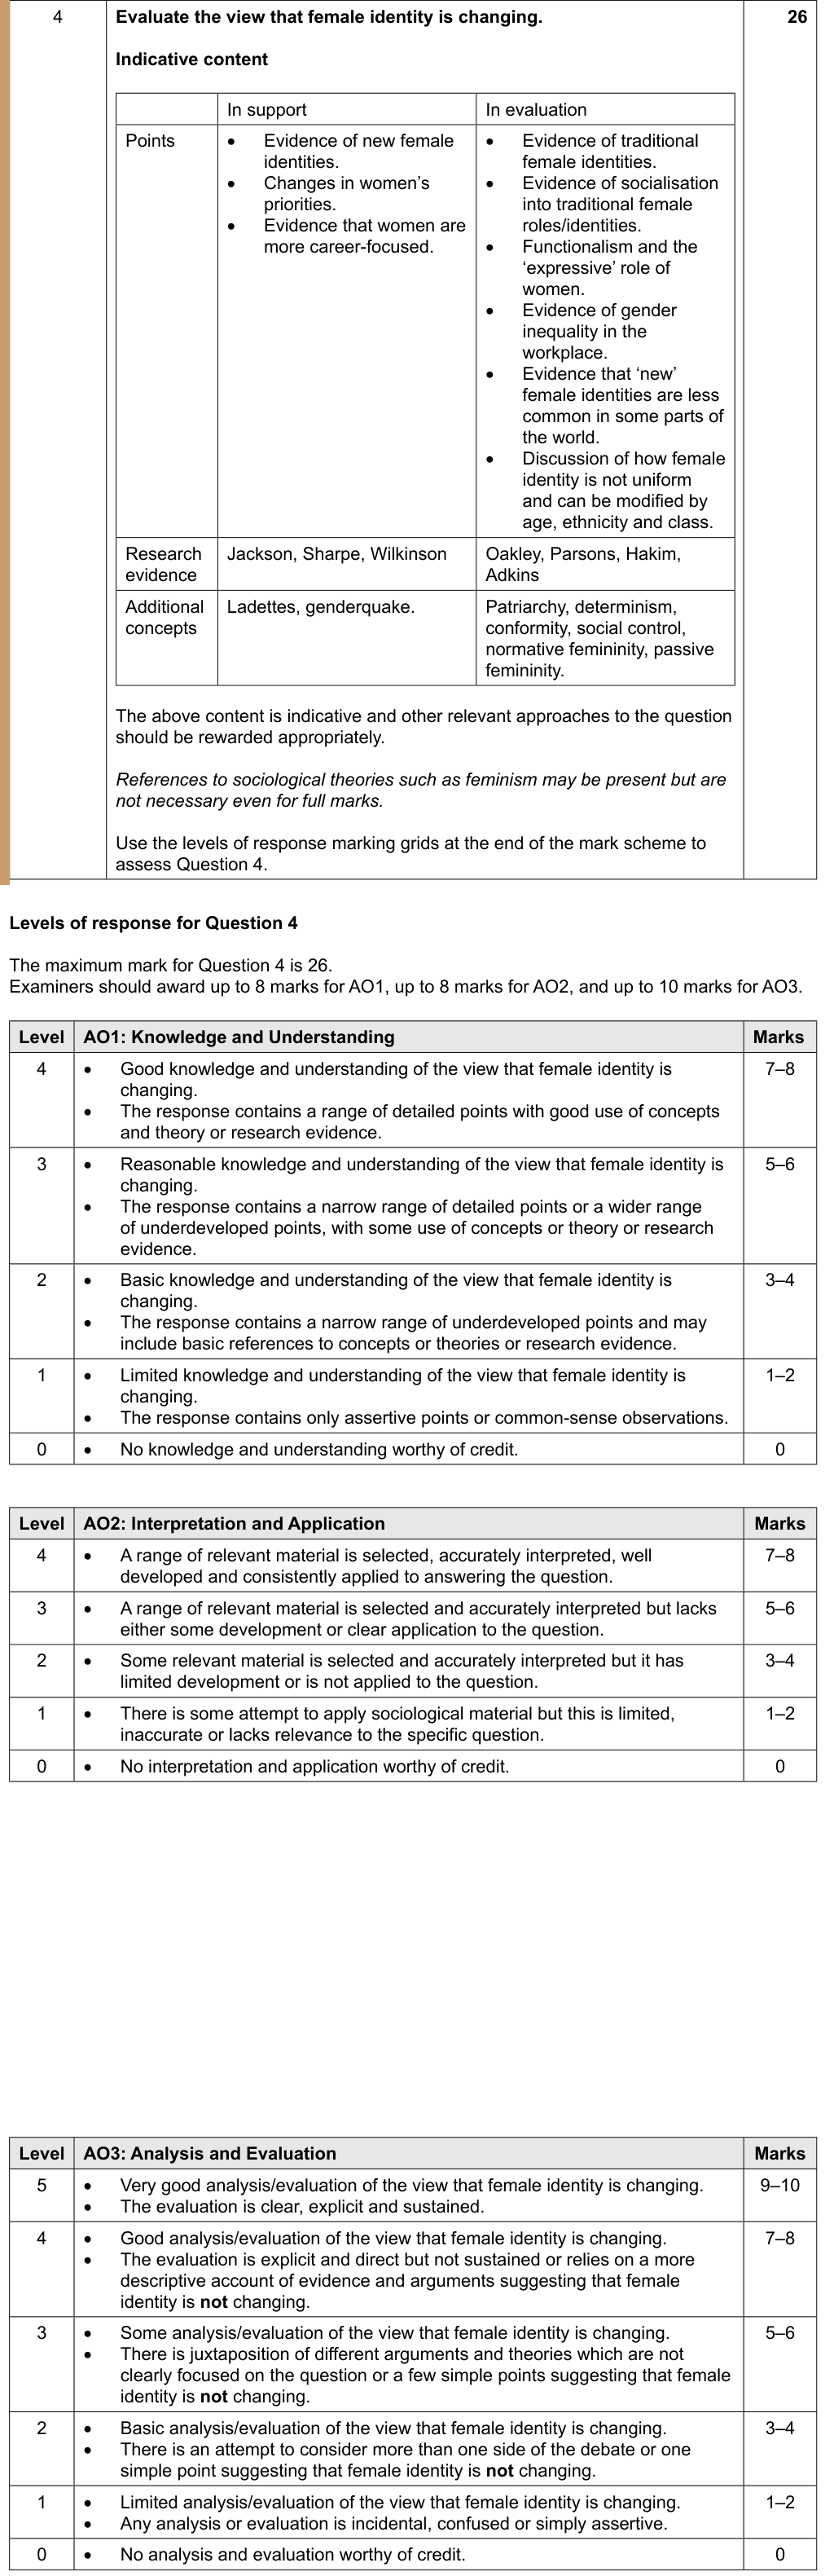 4
Evaluate the view that female identity is changing.
26
Indicative content
In support
In evaluation
Points
• Evidence of new female
identities.
• Changes in women's
priorities.
• Evidence that women are
more career-focused.
• Evidence of traditional
female identities.
• Evidence of socialisation
into traditional female
roles/identities.
• Functionalism and the
'expressive' role of
women.
• Evidence of gender
inequality in the
workplace.
• Evidence that 'new'
female identities are less
common in some parts of
the world.
• Discussion of how female
identity is not uniform
and can be modified by
age, ethnicity and class.
Research
evidence
Jackson, Sharpe, Wilkinson
Oakley, Parsons, Hakim,
Adkins
Additional
concepts
Ladettes, genderquake.
Patriarchy, determinism,
conformity, social control,
normative femininity, passive
femininity.
The above content is indicative and other relevant approaches to the question
should be rewarded appropriately.
References to sociological theories such as feminism may be present but are
not necessary even for full marks.
Use the levels of response marking grids at the end of the mark scheme to
assess Question 4.
Levels of response for Question 4
The maximum mark for Question 4 is 26.
Examiners should award up to 8 marks for AO1, up to 8 marks for AO2, and up to 10 marks for AO3.
Level AO1: Knowledge and Understanding Marks
4 • Good knowledge and understanding of the view that female identity is 7–8
changing.
• The response contains a range of detailed points with good use of concepts
and theory or research evidence.
3 • Reasonable knowledge and understanding of the view that female identity is 5–6
changing.
• The response contains a narrow range of detailed points or a wider range
of underdeveloped points, with some use of concepts or theory or research
evidence.
2 • Basic knowledge and understanding of the view that female identity is 3–4
changing.
• The response contains a narrow range of underdeveloped points and may
include basic references to concepts or theories or research evidence.
1 • Limited knowledge and understanding of the view that female identity is 1–2
changing.
• The response contains only assertive points or common-sense observations.
0 • No knowledge and understanding worthy of credit. 0
Level AO2: Interpretation and Application Marks
4 • A range of relevant material is selected, accurately interpreted, well 7–8
developed and consistently applied to answering the question.
3 • A range of relevant material is selected and accurately interpreted but lacks 5–6
either some development or clear application to the question.
2 • Some relevant material is selected and accurately interpreted but it has 3–4
limited development or is not applied to the question.
1 • There is some attempt to apply sociological material but this is limited, 1–2
inaccurate or lacks relevance to the specific question.
0 • No interpretation and application worthy of credit. 0
Level AO3: Analysis and Evaluation Marks
5 • Very good analysis/evaluation of the view that female identity is changing. 9–10
• The evaluation is clear, explicit and sustained.
4 • Good analysis/evaluation of the view that female identity is changing. 7–8
• The evaluation is explicit and direct but not sustained or relies on a more
descriptive account of evidence and arguments suggesting that female
identity is not changing.
3 • Some analysis/evaluation of the view that female identity is changing. 5–6
• There is juxtaposition of different arguments and theories which are not
clearly focused on the question or a few simple points suggesting that female
identity is not changing.
2 • Basic analysis/evaluation of the view that female identity is changing. 3–4
• There is an attempt to consider more than one side of the debate or one
simple point suggesting that female identity is not changing.
1 • Limited analysis/evaluation of the view that female identity is changing. 1–2
• Any analysis or evaluation is incidental, confused or simply assertive.
0 • No analysis and evaluation worthy of credit. 0